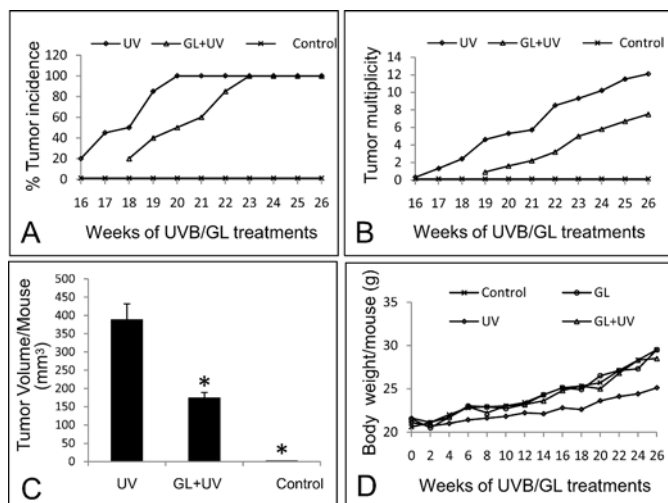 UV GL+UV Control
% Tumor incidence
120
100
80
60
40
20
0
16 17 18 19 20 21 22 23 24 25 26
A
Weeks of UVB/GL treatments
UV GL+UV Control
Tumor multiplicity
14
12
10
8
6
4
2
0
16 17 18 19 20 21 22 23 24 25 26
B
Weeks of UVB/GL treatments
Tumor Volume/Mouse
(mm3)
500
450
400
350
300
250
200
150
100
50
0
*
*
UV GL+UV Control
C
Control GL
UV GL+UV
Body weight/mouse (g)
35
30
25
20
0 2 4 6 8 10 12 14 16 18 20 22 24 26
D
Weeks of UVB/GL treatments